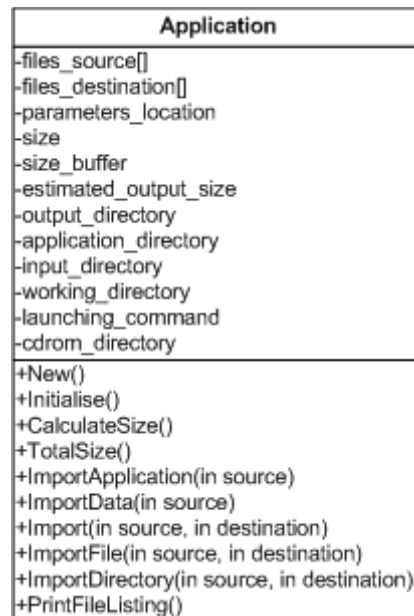 Application
-files_source[]
-files_destination[]
-parameters_location
-size
-size_buffer
-estimated_output_size
-output_directory
-application_directory
-input_directory
-working_directory
-launching_command
-cdrom_directory
+New()
+Initialise()
+CalculateSize()
+TotalSize()
+ImportApplication(in source)
+ImportData(in source)
+Import(in source, in destination)
+ImportFile(in source, in destination)
+ImportDirectory(in source, in destination)
+PrintFileListing()